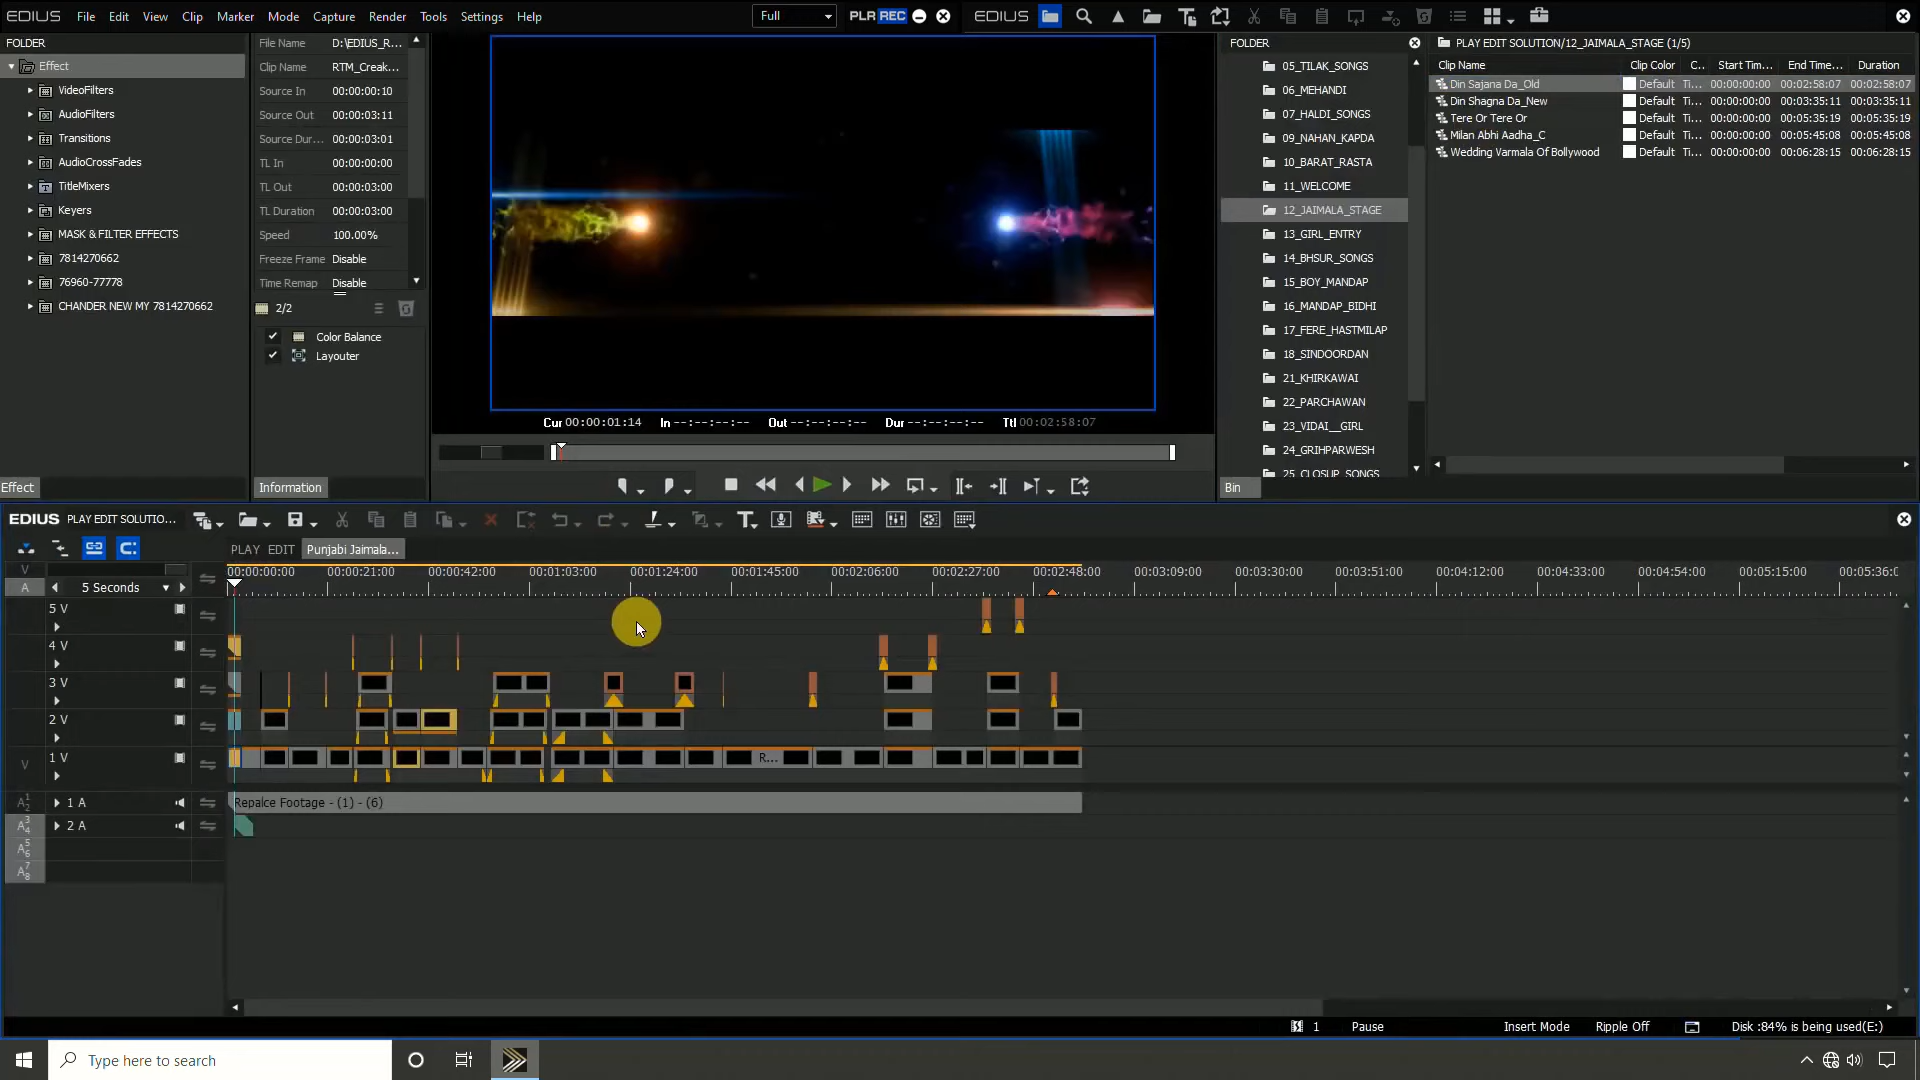 EDIUS File Edit View Clip Marker Mode Capture Render Tools Settings Help
Full PLR REC EDIUS
FOLDER
Effect
VideoFilters
AudioFilters
Transitions
AudioCrossFades
TitleMixers
Keyers
MASK & FILTER EFFECTS
7814270662
76960-77778
CHANDER NEW MY 7814270662
Effect
File Name D:\EDIUS_R...
Clip Name RTM_Creak...
Source In 00:00:00:10
Source Out 00:00:03:11
Source Dur... 00:00:03:01
TL In 00:00:00:00
TL Out 00:00:03:00
TL Duration 00:00:03:00
Speed 100.00%
Freeze Frame Disable
Time Remap Disable
2/2
Color Balance
Layouter
Information
Cur 00:00:01:14 In --:--:--:-- Out --:--:--:-- Dur --:--:--:-- Ttl 00:02:58:07
FOLDER
05_TILAK_SONGS
06_MEHANDI
07_HALDI_SONGS
09_NAHAN_KAPDA
10_BARAT_RASTA
11_WELCOME
12_JAIMALA_STAGE
13_GIRL_ENTRY
14_BHSUR_SONGS
15_BOY_MANDAP
16_MANDAP_BIDHI
17_FERE_HASTMILAP
18_SINDOORDAN
21_KHIRKAWAI
22_PARCHAWAN
23_VIDAI__GIRL
24_GRIHPARWESH
25_CLOSUP_SONGS
Bin
PLAY EDIT SOLUTION/12_JAIMALA_STAGE (1/5)
Clip Name Clip Color C... Start Tim... End Time... Duration
Din Sajana Da_Old Default Ti... 00:00:00:00 00:02:58:07 00:02:58:07
Din Shagna Da_New Default Ti... 00:00:00:00 00:03:35:11 00:03:35:11
Tere Or Tere Or Default Ti... 00:00:00:00 00:05:35:19 00:05:35:19
Milan Abhi Aadha_C Default Ti... 00:00:00:00 00:05:45:08 00:05:45:08
Wedding Varmala Of Bollywood Default Ti... 00:00:00:00 00:06:28:15 00:06:28:15
EDIUS PLAY EDIT SOLUTIO...
PLAY EDIT Punjabi Jaimala...
V
A 5 Seconds
00:00:00:00 00:00:21:00 00:00:42:00 00:01:03:00 00:01:24:00 00:01:45:00 00:02:06:00 00:02:27:00 00:02:48:00 00:03:09:00 00:03:30:00 00:03:51:00 00:04:12:00 00:04:33:00 00:04:54:00 00:05:15:00 00:05:36:0
5 V
4 V
3 V
2 V
V 1 V R...
A 1 2 1 A Repalce Footage - (1) - (6)
A 3 4 2 A
A 5 6
A 7 8
1 Pause Insert Mode Ripple Off Disk :84% is being used(E:)
Type here to search